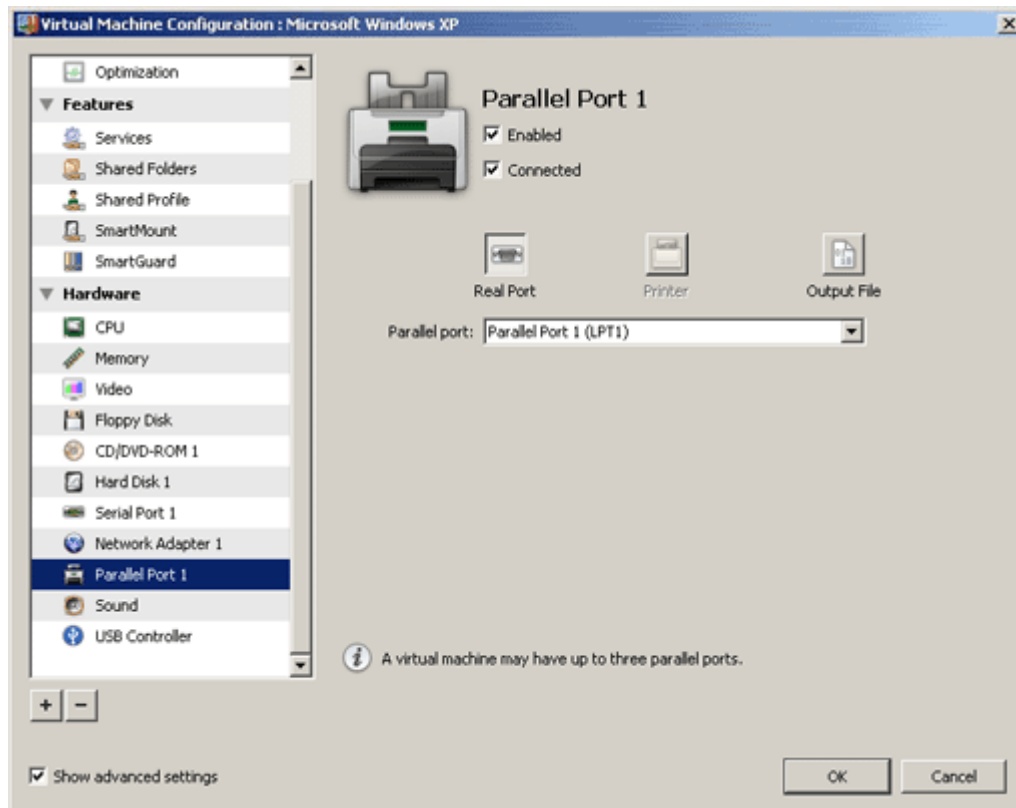 Virtual Machine Configuration : Microsoft Windows XP
Optimization
Features
Services
Shared Folders
Shared Profile
SmartMount
SmartGuard
Hardware
CPU
Memory
Video
Floppy Disk
CD/DVD-ROM 1
Hard Disk 1
Serial Port 1
Network Adapter 1
Parallel Port 1
Sound
USB Controller
Parallel Port 1
Enabled
Connected
Real Port Printer Output File
Parallel port: Parallel Port 1 (LPT1)
A virtual machine may have up to three parallel ports.
+ −
Show advanced settings
OK Cancel